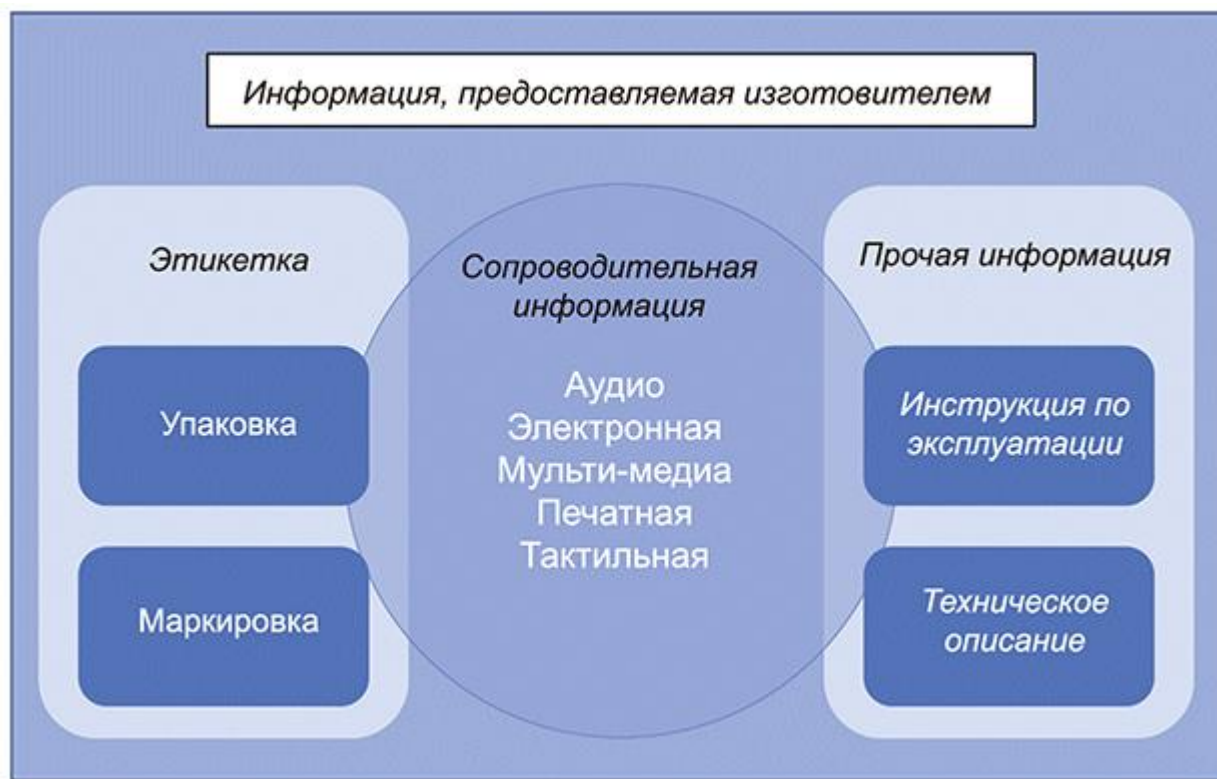 Информация, предоставляемая изготовителем
Этикетка
Упаковка
Маркировка
Сопроводительная
информация
Аудио
Электронная
Мульти-медиа
Печатная
Тактильная
Прочая информация
Инструкция по
эксплуатации
Техническое
описание